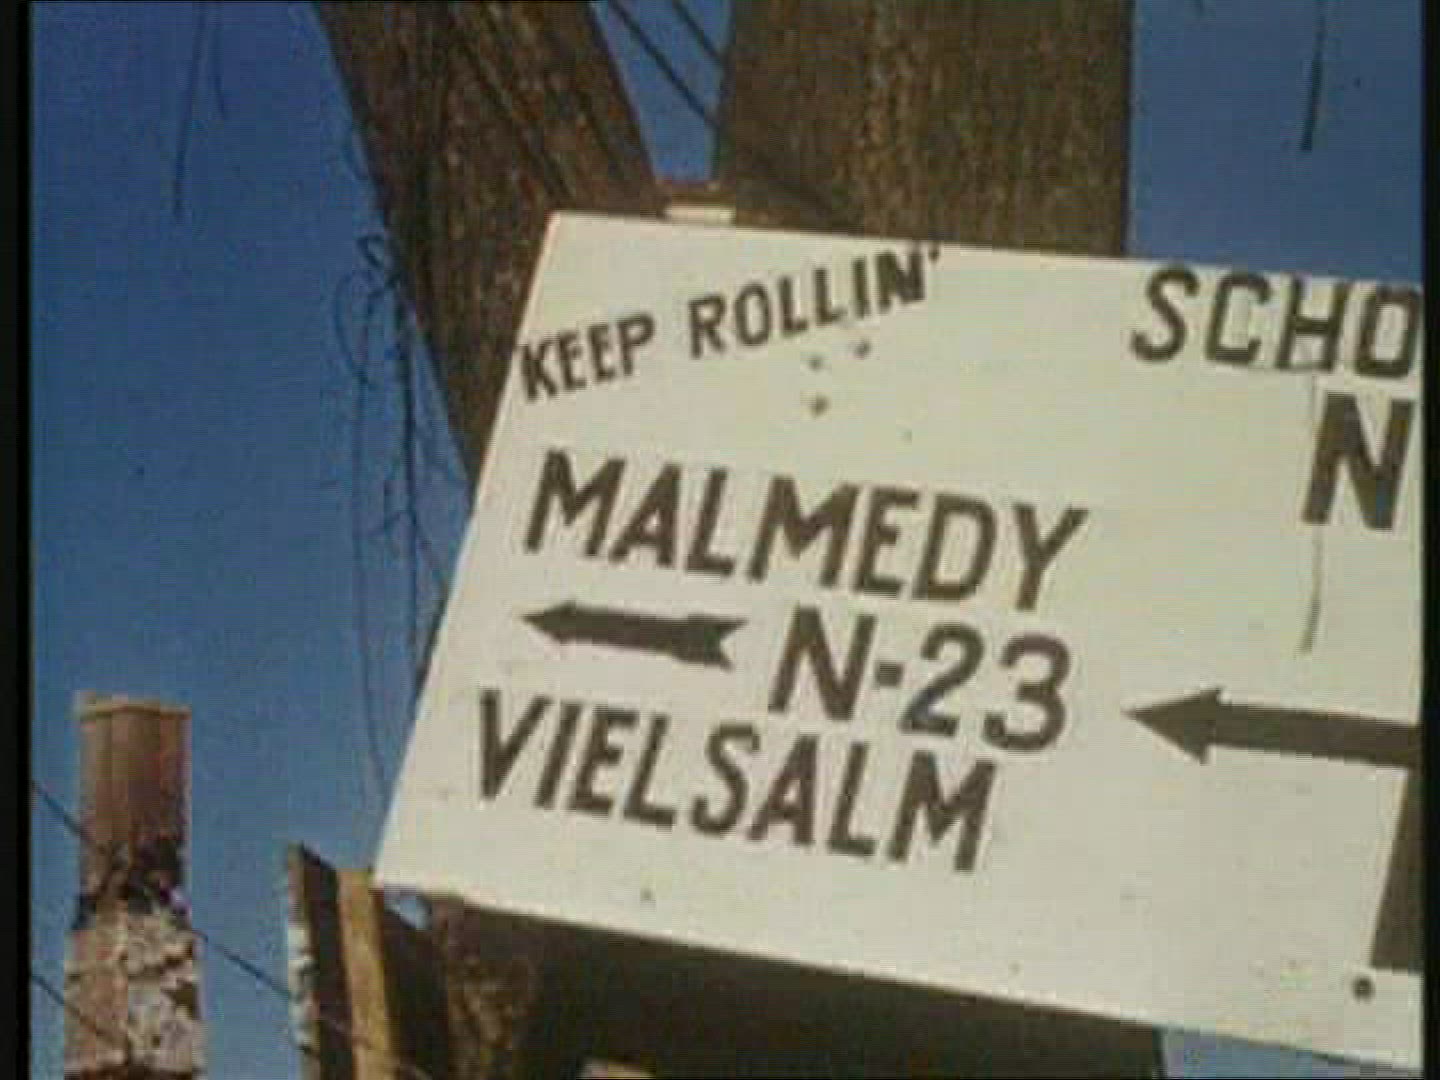 KEEP ROLLIN'
MALMEDY
N-23
VIELSALM
SCHO
N